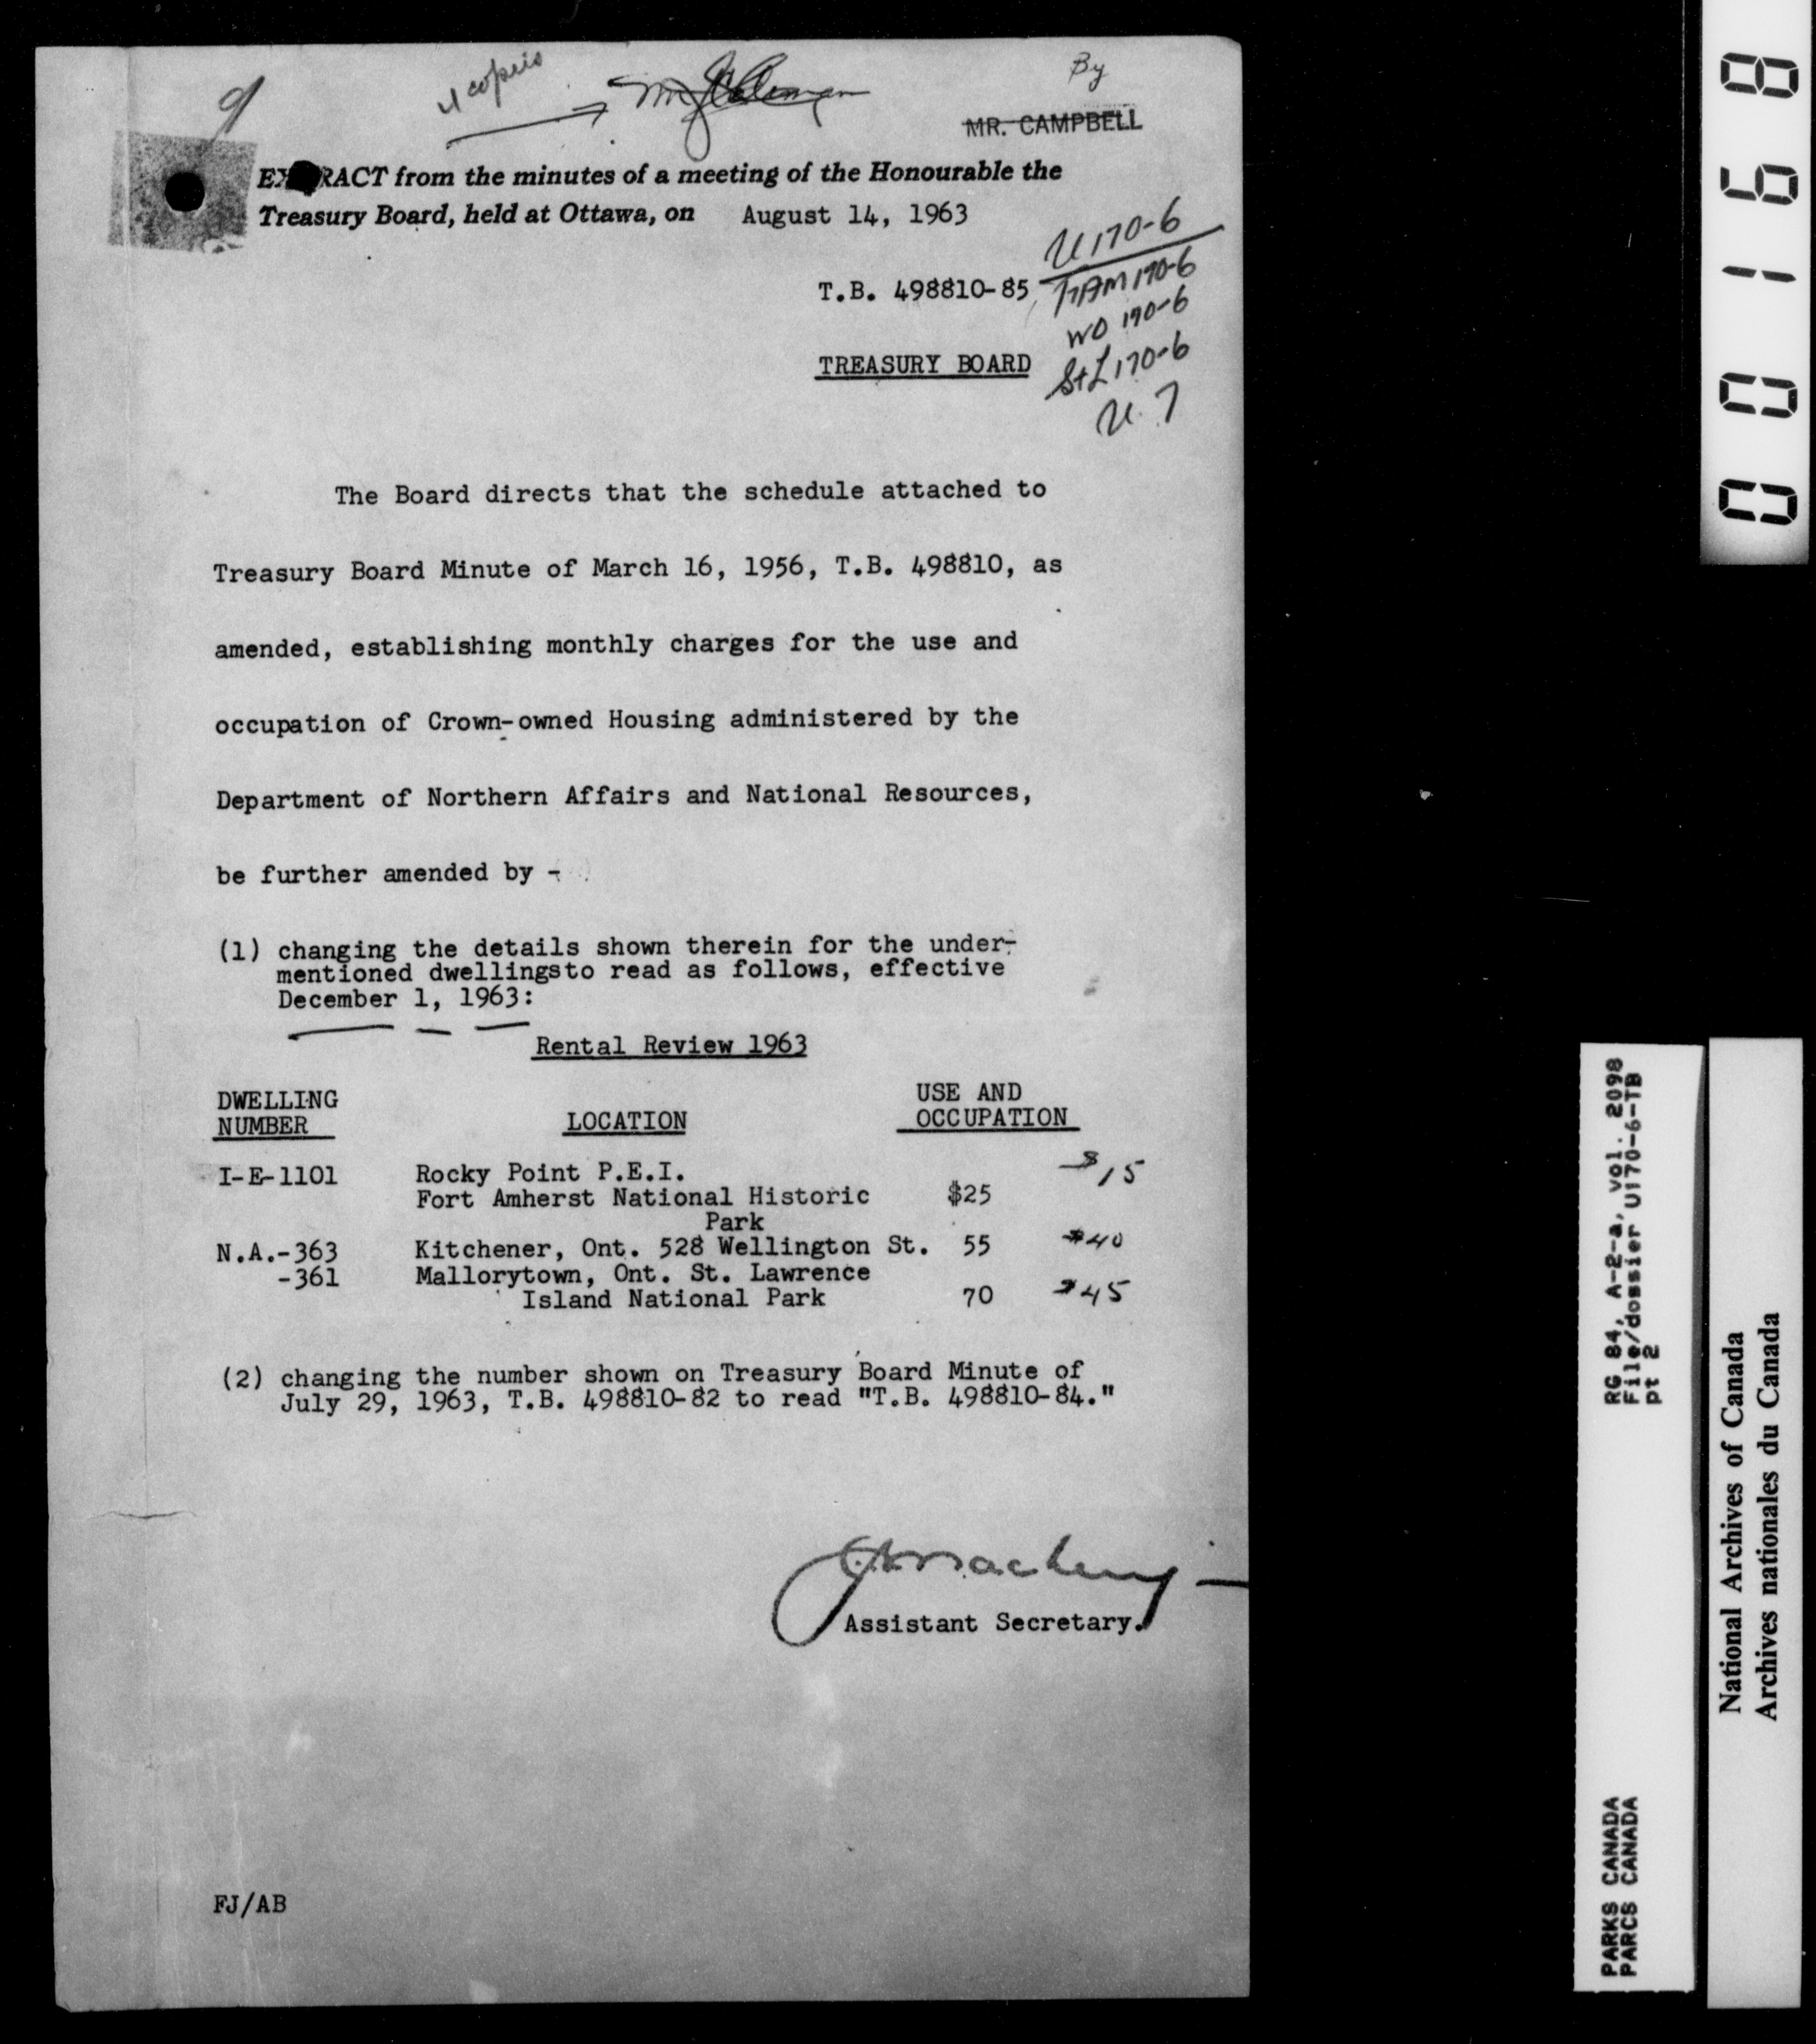 4 copies
By
MR. CAMPBELL
EXTRACT from the minutes of a meeting of the Honourable the
Treasury Board, held at Ottawa, on August 14, 1963
U170-6
T.B. 498810-85
HAM 170-6
WO 170-6
TREASURY BOARD
StL 170-6
U.7
The Board directs that the schedule attached to
Treasury Board Minute of March 16, 1956, T.B. 498810, as
amended, establishing monthly charges for the use and
occupation of Crown-owned Housing administered by the
Department of Northern Affairs and National Resources,
be further amended by -
(1) changing the details shown therein for the under-
mentioned dwellingsto read as follows, effective
December 1, 1963:
Rental Review 1963
DWELLING NUMBER LOCATION USE AND OCCUPATION
I-E-1101 Rocky Point P.E.I. $15
Fort Amherst National Historic $25
Park
N.A.-363 Kitchener, Ont. 528 Wellington St. 55 $40
-361 Mallorytown, Ont. St. Lawrence
Island National Park 70 $45
(2) changing the number shown on Treasury Board Minute of
July 29, 1963, T.B. 498810-82 to read "T.B. 498810-84."
Assistant Secretary.
FJ/AB
00168
RG 84, A-2-a, vol. 2098
File/dossier U170-6-TB
pt 2
PARKS CANADA
PARCS CANADA
National Archives of Canada
Archives nationales du Canada